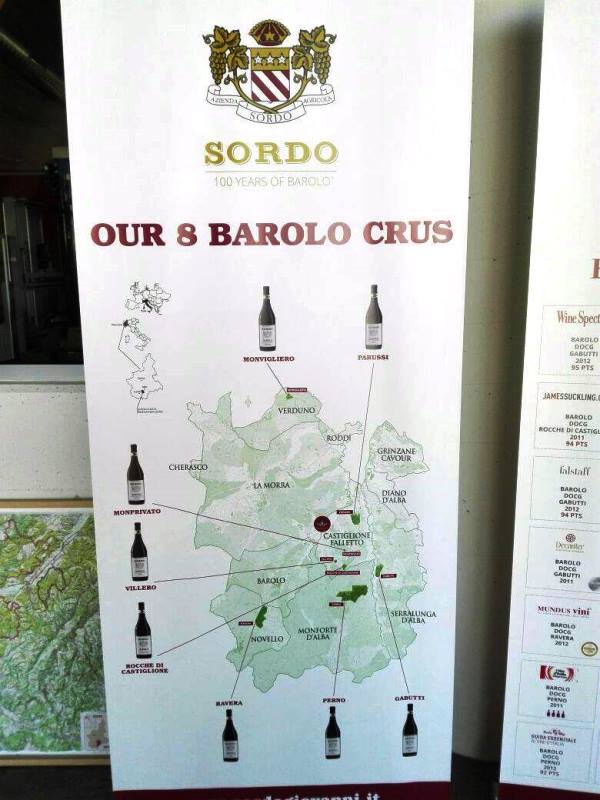 AZIENDA AGRICOLA
SORDO
SORDO
100 YEARS OF BAROLO
OUR 8 BAROLO CRUS
MONVIGLIERO
PARUSSI
VERDUNO
RODDI
GRINZANE
CAVOUR
CHERASCO
LA MORRA
DIANO
D'ALBA
MONPRIVATO
CASTIGLIONE
FALLETTO
VILLERO
BAROLO
ROCCHE DI
CASTIGLIONE
NOVELLO
MONFORTE
D'ALBA
SERRALUNGA
D'ALBA
RAVERA
PERNO
GABUTTI
Wine Spect
BAROLO
DOCG
GABUTTI
2012
95 PTS
JAMESSUCKLING.C
BAROLO
DOCG
ROCCHE DI CASTIGL
2011
94 PTS
falstaff
BAROLO
DOCG
GABUTTI
2012
94 PTS
Decanter
BAROLO
DOCG
GABUTTI
2011
MUNDUS vini
BAROLO
DOCG
RAVERA
2012
BAROLO
DOCG
PERNO
2011
GUIDA ESSENZIALE
BAROLO
DOCG
PERNO
2012
92 PTS